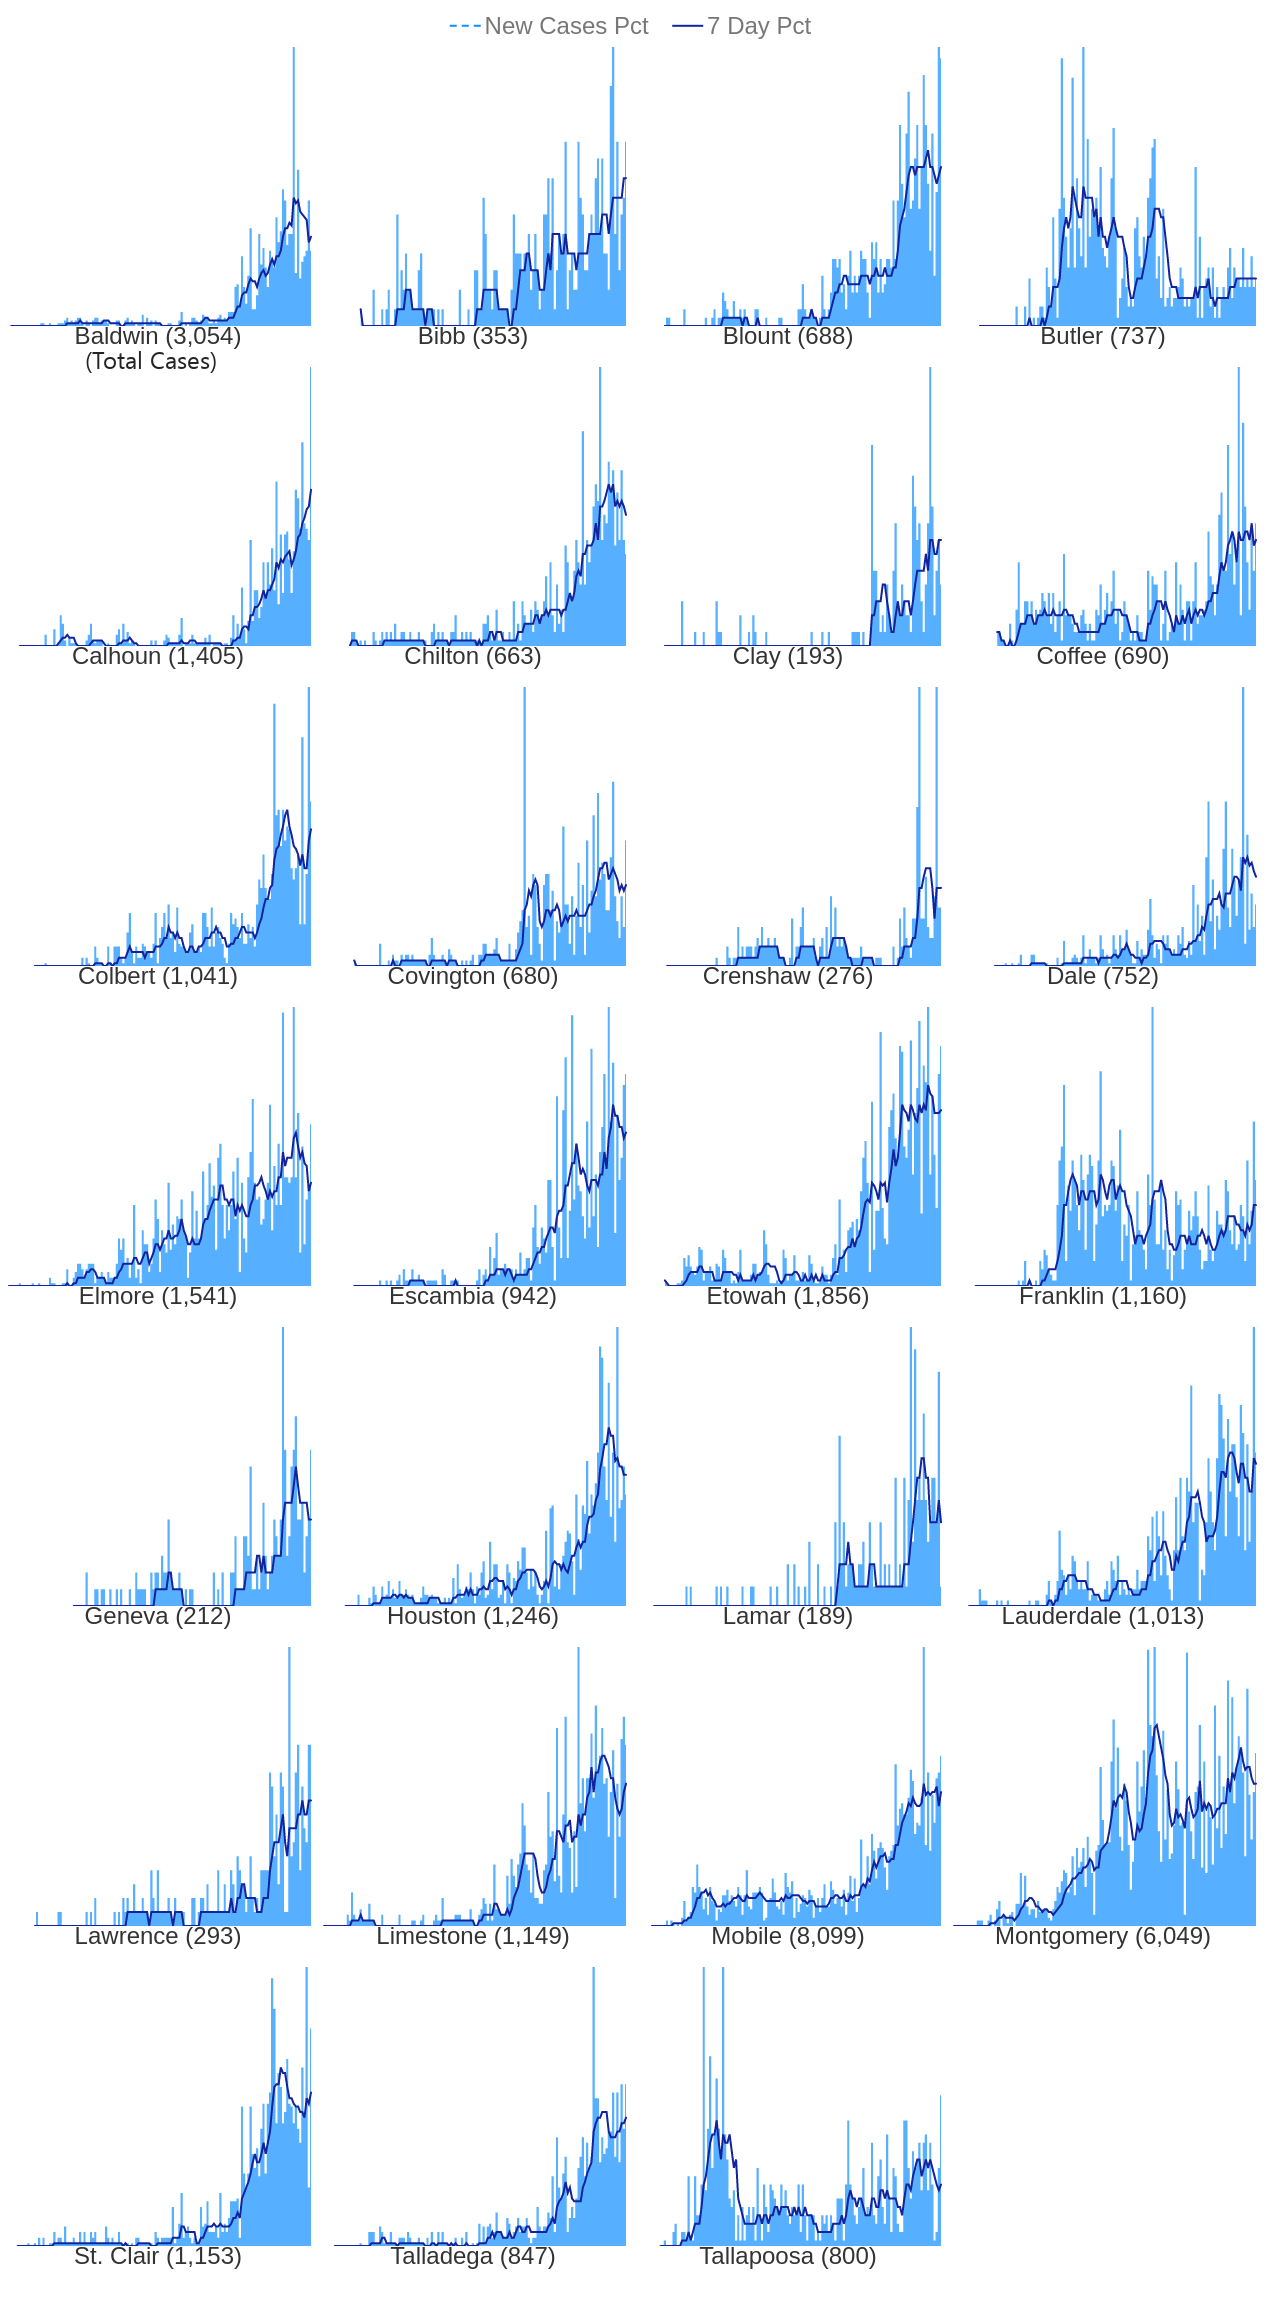 New Cases Pct 7 Day Pct
Baldwin (3,054) Bibb (353) Blount (688) Butler (737)
(Total Cases)
Calhoun (1,405) Chilton (663) Clay (193) Coffee (690)
Colbert (1,041) Covington (680) Crenshaw (276) Dale (752)
Elmore (1,541) Escambia (942) Etowah (1,856) Franklin (1,160)
Geneva (212) Houston (1,246) Lamar (189) Lauderdale (1,013)
Lawrence (293) Limestone (1,149) Mobile (8,099) Montgomery (6,049)
St. Clair (1,153) Talladega (847) Tallapoosa (800)